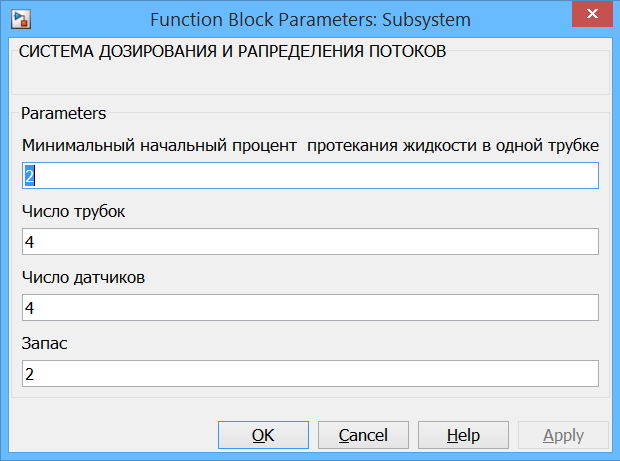 Function Block Parameters: Subsystem
СИСТЕМА ДОЗИРОВАНИЯ И РАПРЕДЕЛЕНИЯ ПОТОКОВ
Parameters
Минимальный начальный процент  протекания жидкости в одной трубке
2
Число трубок
4
Число датчиков
4
Запас
2
OK Cancel Help Apply